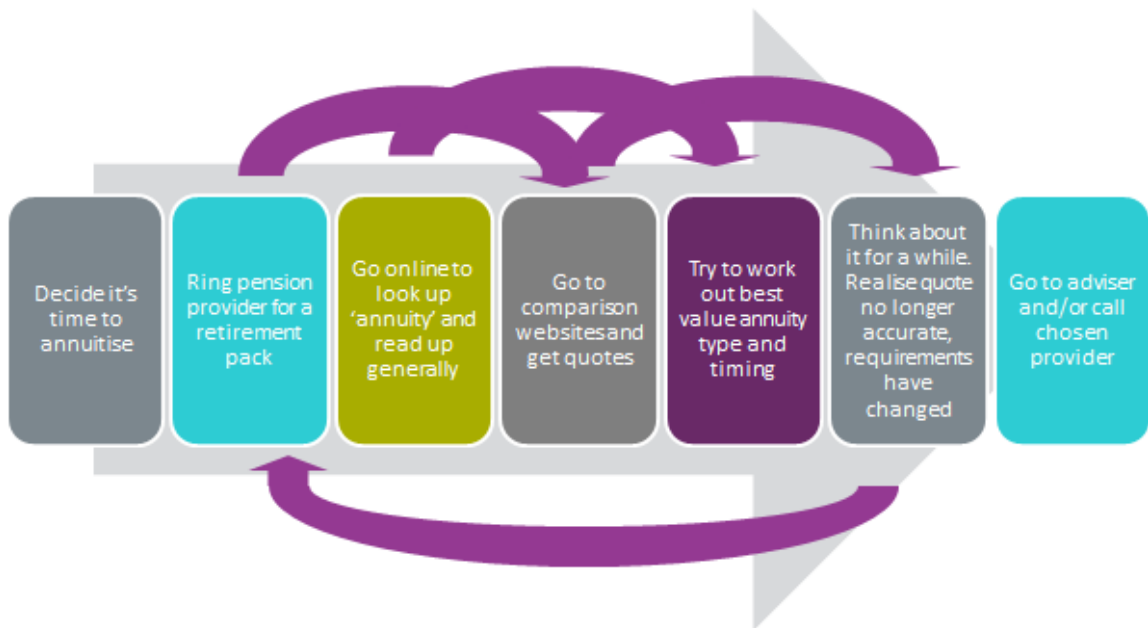 Decide it's
time to
annuitise
Ring pension
provider for a
retirement
pack
Go online to
look up
'annuity' and
read up
generally
Go to
comparison
websites and
get quotes
Try to work
out best
value annuity
type and
timing
Think about
it for a while.
Realise quote
no longer
accurate,
requirements
have
changed
Go to adviser
and/or call
chosen
provider